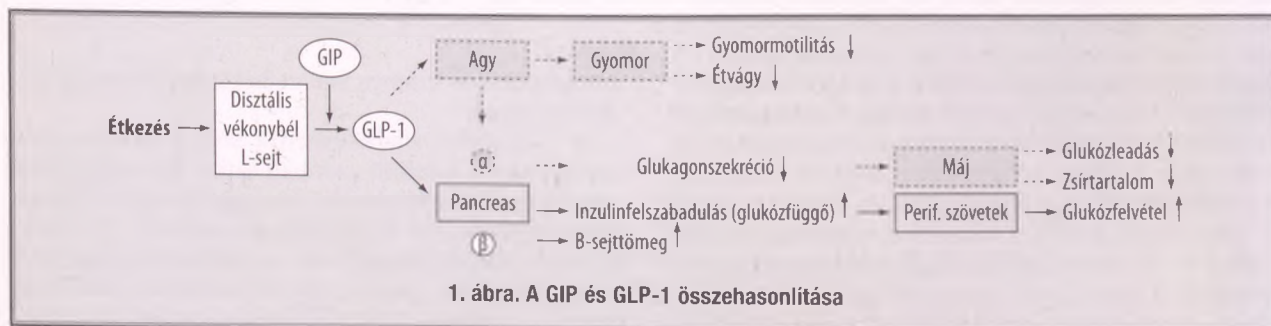 GIP
Agy
Gyomor
Gyomormotilitás ↓
Étvágy ↓
Étkezés
Disztális
vékonybél
L-sejt
GLP-1
α
Glukagonszekréció ↓
Máj
Glukózleadás ↓
Zsírtartalom ↓
Pancreas
Inzulinfelszabadulás (glukózfüggő) ↑
Perif. szövetek
Glukózfelvétel ↑
β
B-sejttömeg ↑
1. ábra. A GIP és GLP-1 összehasonlítása